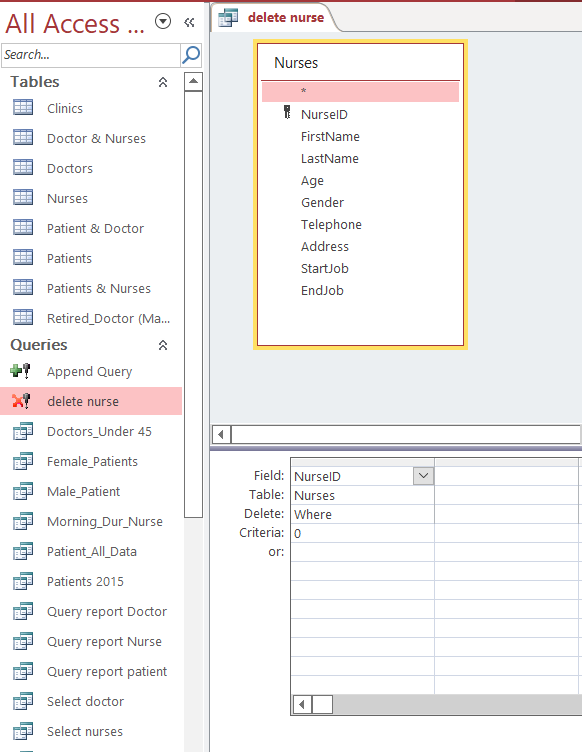 All Access ...
Search...
Tables
Clinics
Doctor & Nurses
Doctors
Nurses
Patient & Doctor
Patients
Patients & Nurses
Retired_Doctor (Ma...
Queries
Append Query
delete nurse
Doctors_Under 45
Female_Patients
Male_Patient
Morning_Dur_Nurse
Patient_All_Data
Patients 2015
Query report Doctor
Query report Nurse
Query report patient
Select doctor
Select nurses
delete nurse
Nurses
*
NurseID
FirstName
LastName
Age
Gender
Telephone
Address
StartJob
EndJob
Field: NurseID
Table: Nurses
Delete: Where
Criteria: 0
or: